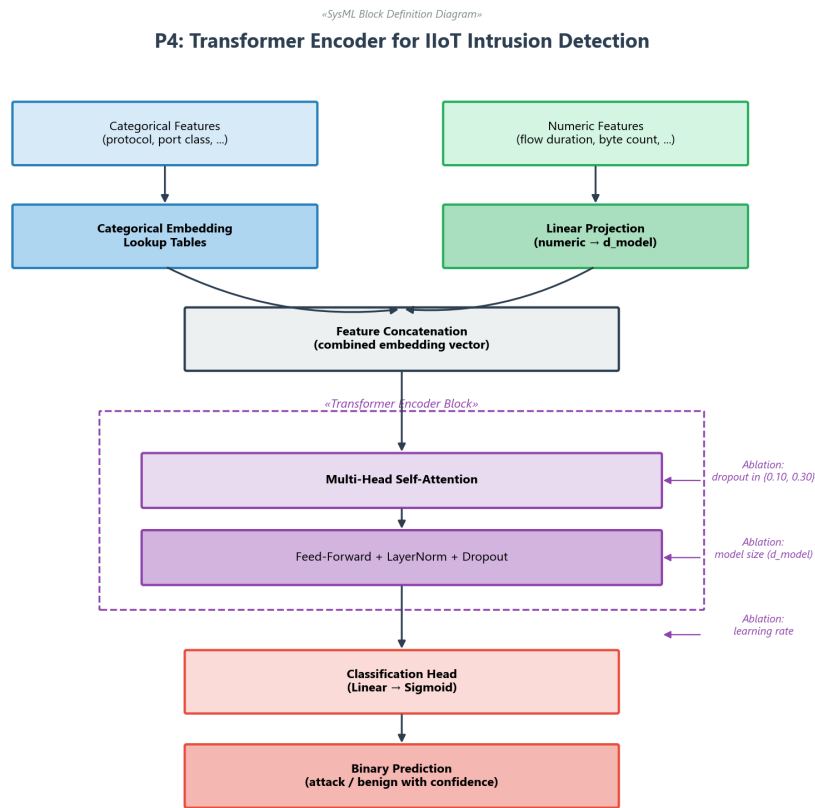 «SysML Block Definition Diagram»
P4: Transformer Encoder for IIoT Intrusion Detection
Categorical Features
(protocol, port class, ...)
Numeric Features
(flow duration, byte count, ...)
Categorical Embedding
Lookup Tables
Linear Projection
(numeric → d_model)
Feature Concatenation
(combined embedding vector)
«Transformer Encoder Block»
Multi-Head Self-Attention
Ablation:
dropout in {0.10, 0.30}
Feed-Forward + LayerNorm + Dropout
Ablation:
model size (d_model)
Ablation:
learning rate
Classification Head
(Linear → Sigmoid)
Binary Prediction
(attack / benign with confidence)